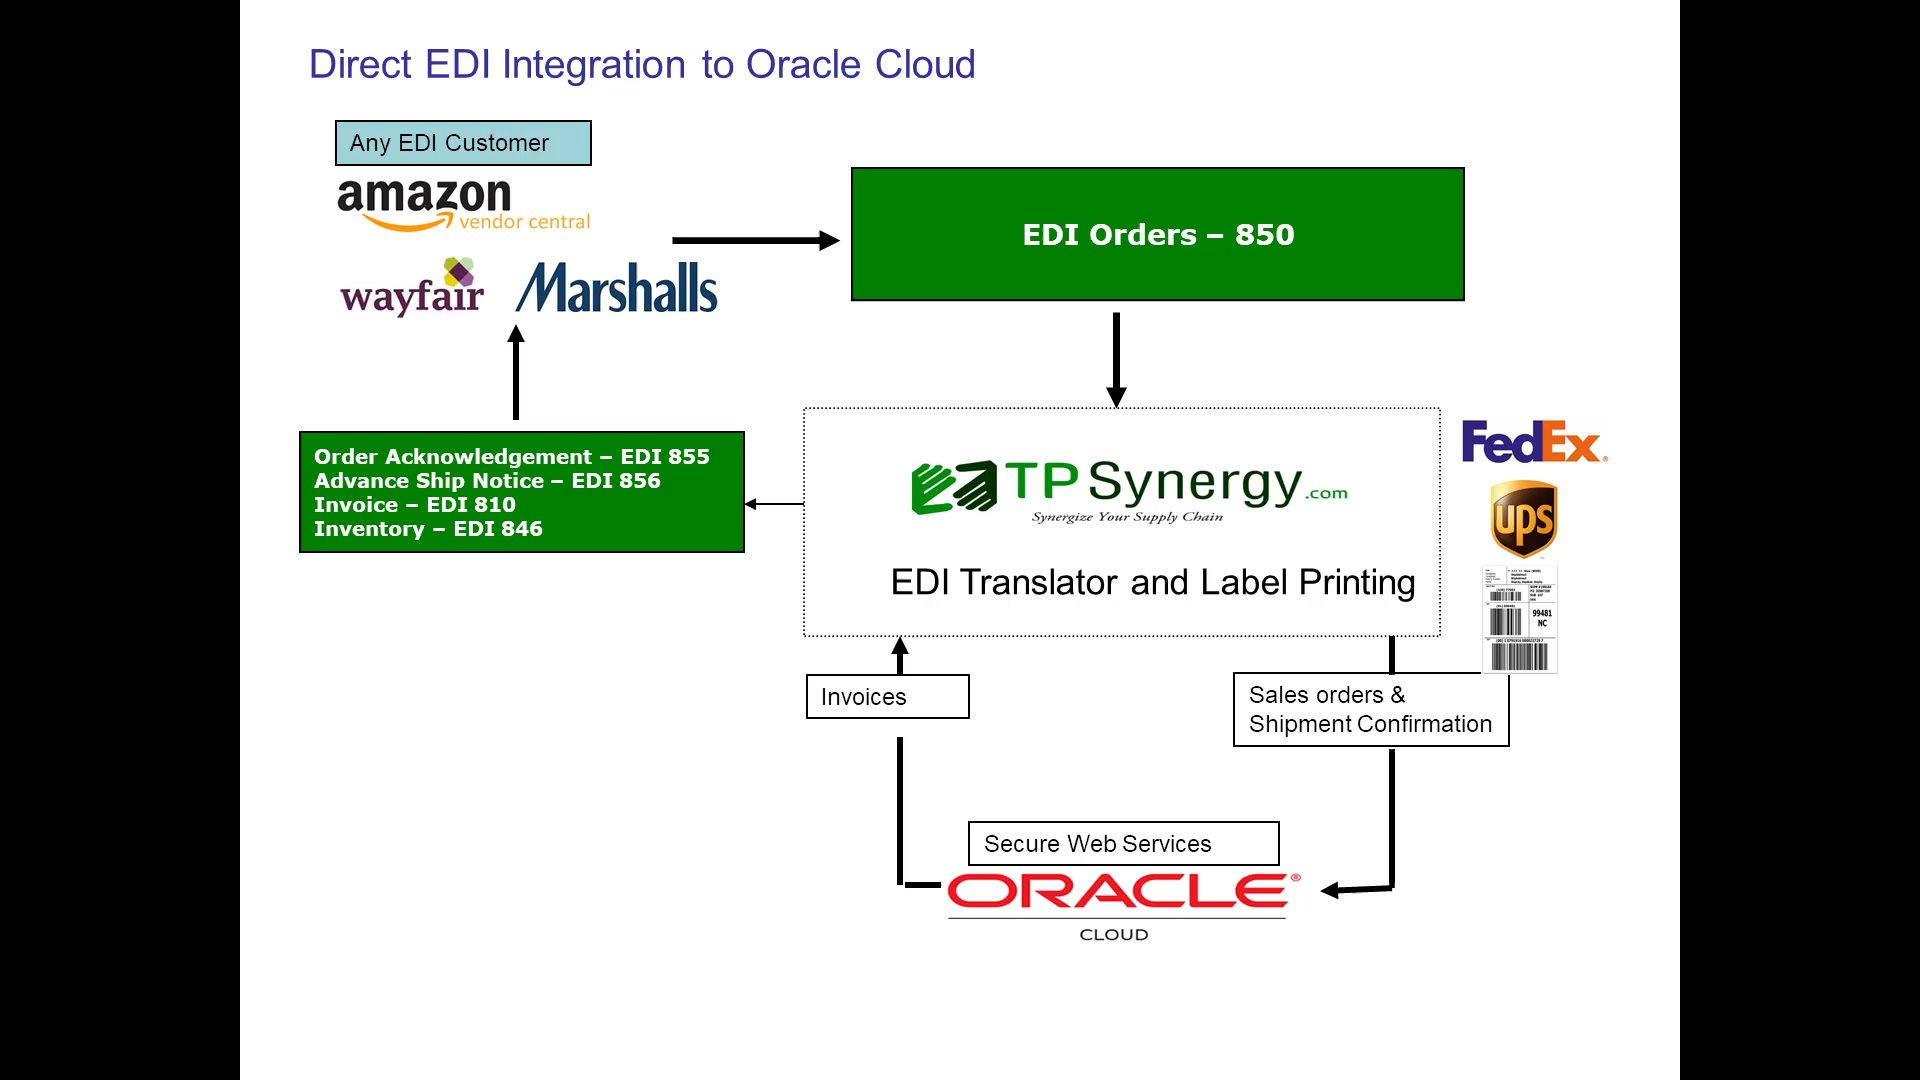 Direct EDI Integration to Oracle Cloud
Any EDI Customer
amazon
vendor central
wayfair
Marshalls
EDI Orders – 850
Order Acknowledgement – EDI 855
Advance Ship Notice – EDI 856
Invoice – EDI 810
Inventory – EDI 846
TP Synergy.com
Synergize Your Supply Chain
EDI Translator and Label Printing
FedEx®
ups
99481
NC
Invoices
Sales orders &
Shipment Confirmation
Secure Web Services
ORACLE®
CLOUD